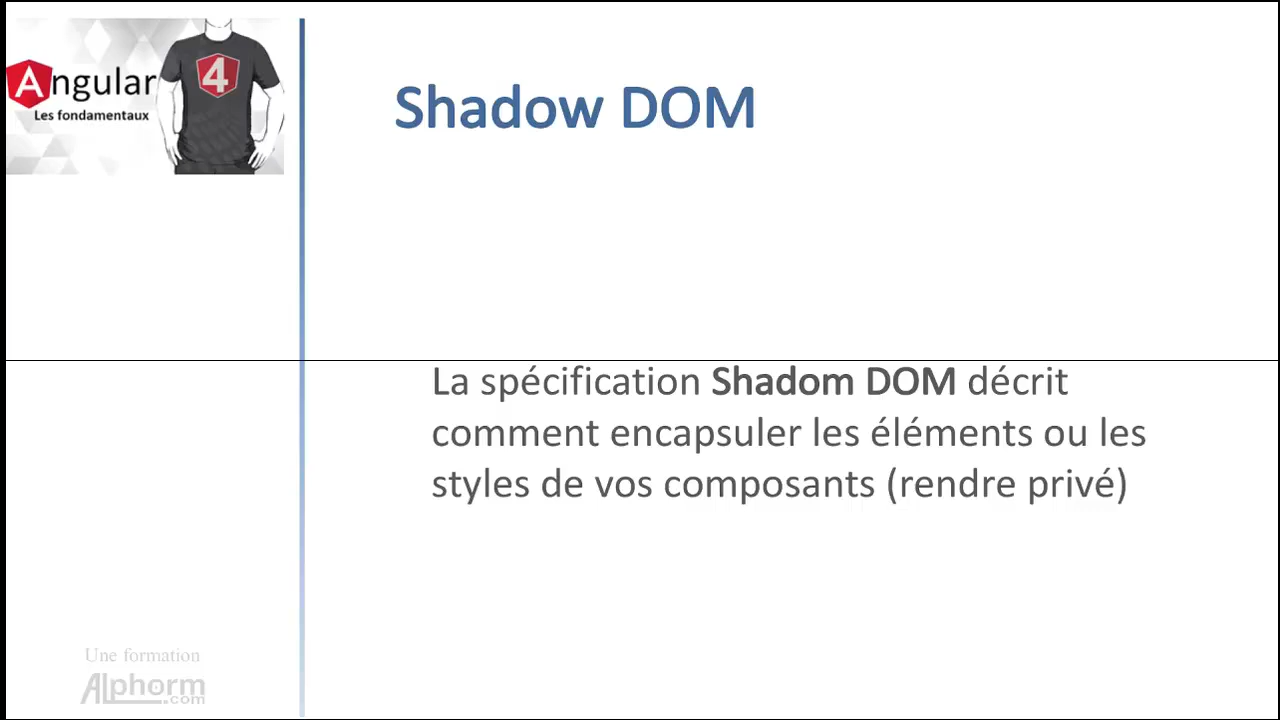 Angular
4
Les fondamentaux
Shadow DOM
La spécification Shadom DOM décrit
comment encapsuler les éléments ou les
styles de vos composants (rendre privé)
Une formation
Alphorm
.com